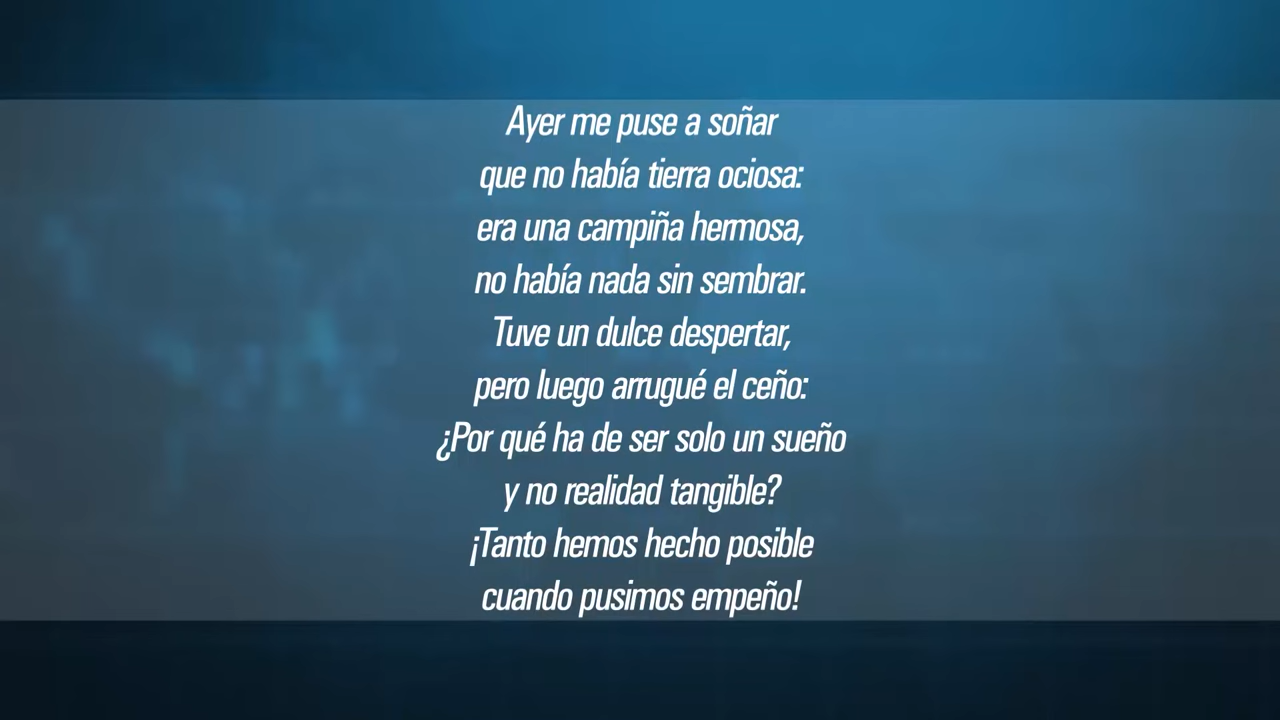 Ayer me puse a soñar
que no había tierra ociosa:
era una campiña hermosa,
no había nada sin sembrar.
Tuve un dulce despertar,
pero luego arrugué el ceño:
¿Por qué ha de ser solo un sueño
y no realidad tangible?
¡Tanto hemos hecho posible
cuando pusimos empeño!